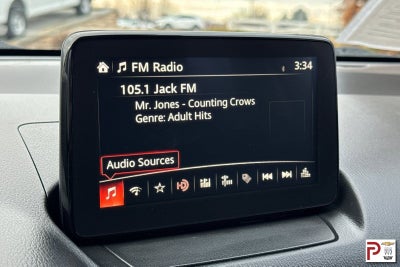 FM Radio 3:34
105.1 Jack FM
Mr. Jones - Counting Crows
Genre: Adult Hits
Audio Sources
P